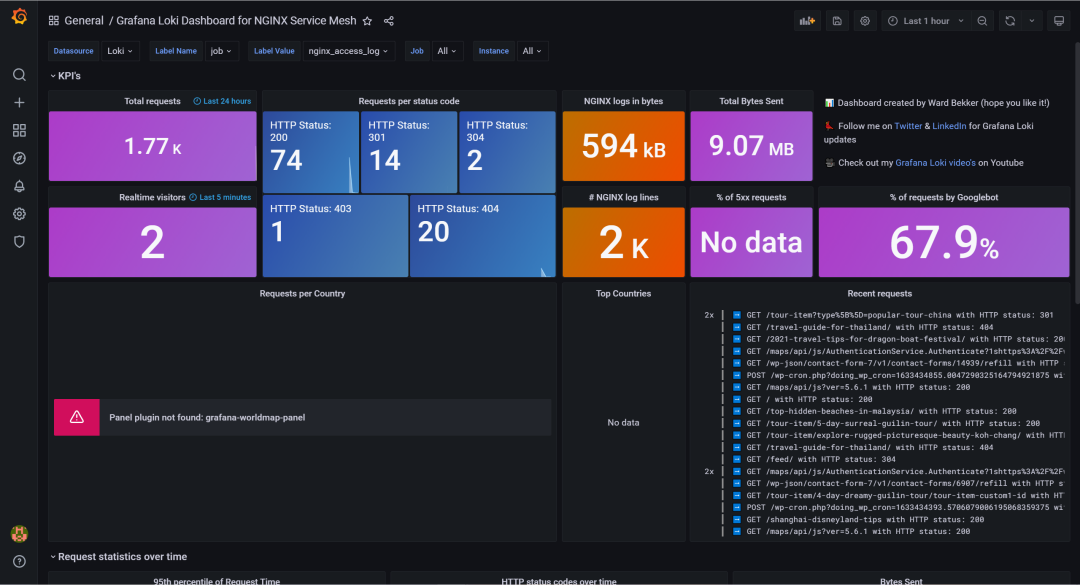 General / Grafana Loki Dashboard for NGINX Service Mesh
Last 1 hour
Datasource Loki Label Name job Label Value nginx_access_log Job All Instance All
KPI's
Total requests Last 24 hours
1.77 K
Requests per status code
HTTP Status: 200
74
HTTP Status: 301
14
HTTP Status: 304
2
HTTP Status: 403
1
HTTP Status: 404
20
NGINX logs in bytes
594 kB
Total Bytes Sent
9.07 MB
Dashboard created by Ward Bekker (hope you like it!)
Follow me on Twitter & LinkedIn for Grafana Loki
updates
Check out my Grafana Loki video's on Youtube
Realtime visitors Last 5 minutes
2
# NGINX log lines
2 K
% of 5xx requests
No data
% of requests by Googlebot
67.9%
Requests per Country
Panel plugin not found: grafana-worldmap-panel
Top Countries
No data
Recent requests
2x GET /tour-item?type%5B%5D=popular-tour-china with HTTP status: 301
GET /travel-guide-for-thailand/ with HTTP status: 404
GET /2021-travel-tips-for-dragon-boat-festival/ with HTTP status: 20
GET /maps/api/js/AuthenticationService.Authenticate?1shttps%3A%2F%2F
GET /wp-json/contact-form-7/v1/contact-forms/14939/refill with HTTP
POST /wp-cron.php?doing_wp_cron=1633434855.0047290325164794921875 wi
GET /maps/api/js?ver=5.6.1 with HTTP status: 200
GET / with HTTP status: 200
GET /top-hidden-beaches-in-malaysia/ with HTTP status: 200
GET /tour-item/5-day-surreal-guilin-tour/ with HTTP status: 200
GET /tour-item/explore-rugged-picturesque-beauty-koh-chang/ with HTT
GET /travel-guide-for-thailand/ with HTTP status: 404
GET /feed/ with HTTP status: 304
2x GET /maps/api/js/AuthenticationService.Authenticate?1shttps%3A%2F%2F
GET /wp-json/contact-form-7/v1/contact-forms/6907/refill with HTTP s
GET /tour-item/4-day-dreamy-guilin-tour/tour-item-custom1-id with HT
POST /wp-cron.php?doing_wp_cron=1633434393.5706079006195068359375 wi
GET /shanghai-disneyland-tips with HTTP status: 200
GET /maps/api/js?ver=5.6.1 with HTTP status: 200
Request statistics over time
95th percentile of Request Time
HTTP status codes over time
Bytes Sent